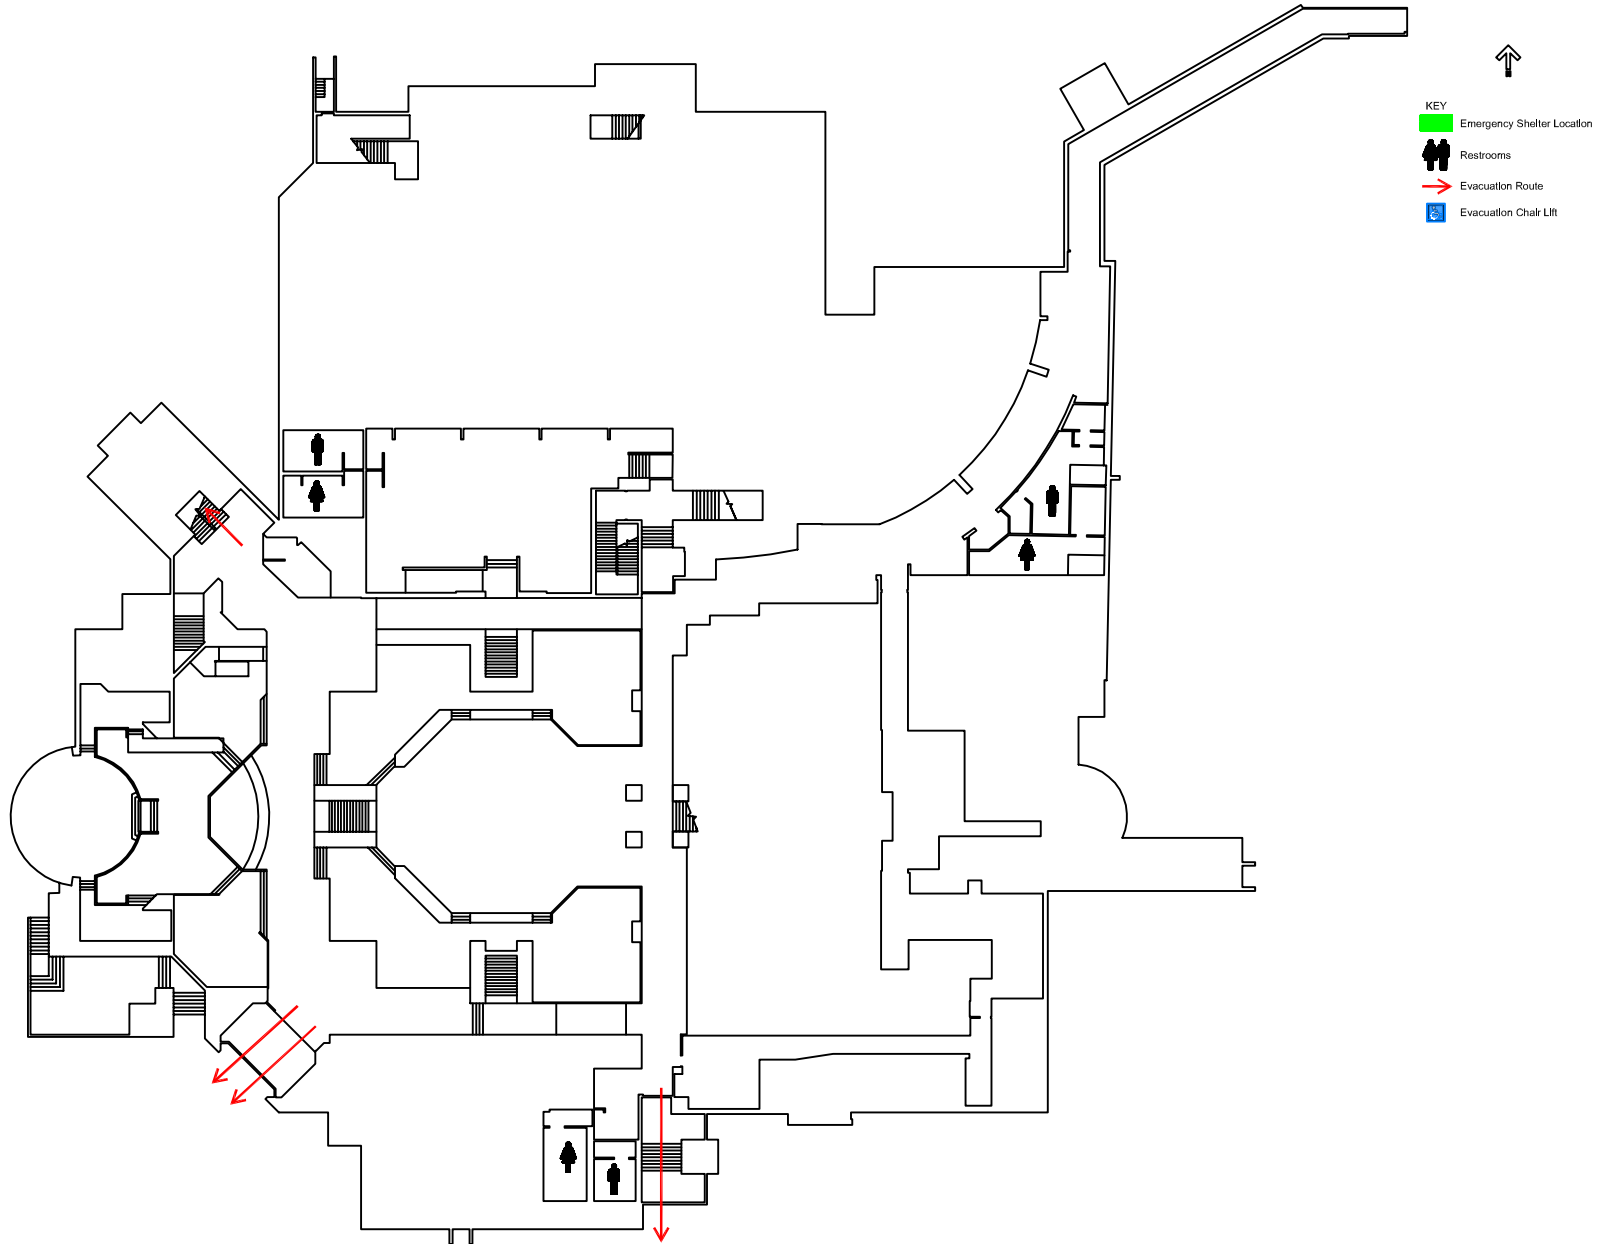 KEY
Emergency Shelter Location
Restrooms
Evacuation Route
Evacuation Chair Lift